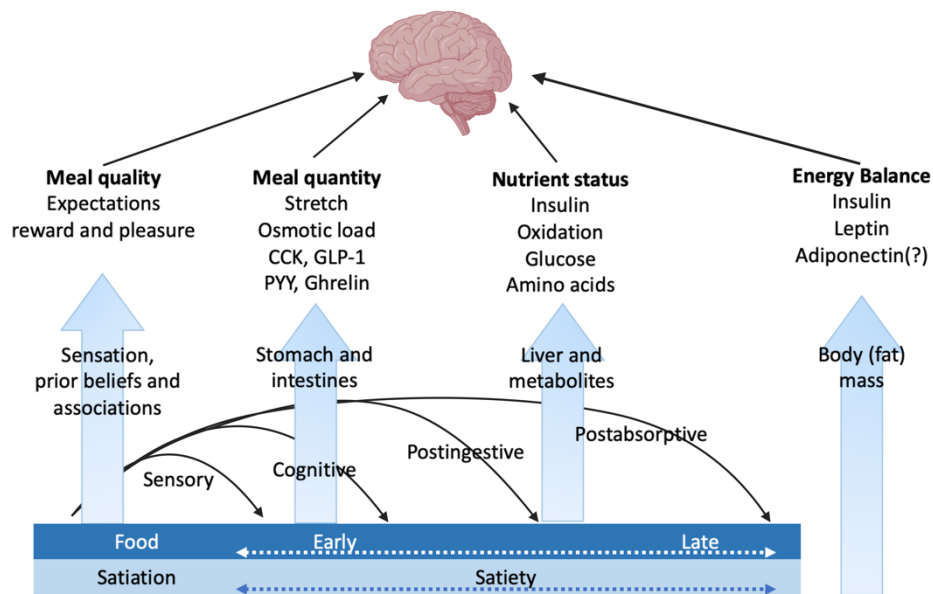 Meal quality
Expectations
reward and pleasure
Meal quantity
Stretch
Osmotic load
CCK, GLP-1
PYY, Ghrelin
Nutrient status
Insulin
Oxidation
Glucose
Amino acids
Energy Balance
Insulin
Leptin
Adiponectin(?)
Sensation,
prior beliefs and
associations
Stomach and
intestines
Liver and
metabolites
Body (fat)
mass
Sensory
Cognitive
Postingestive
Postabsorptive
Food
Early
Late
Satiation
Satiety